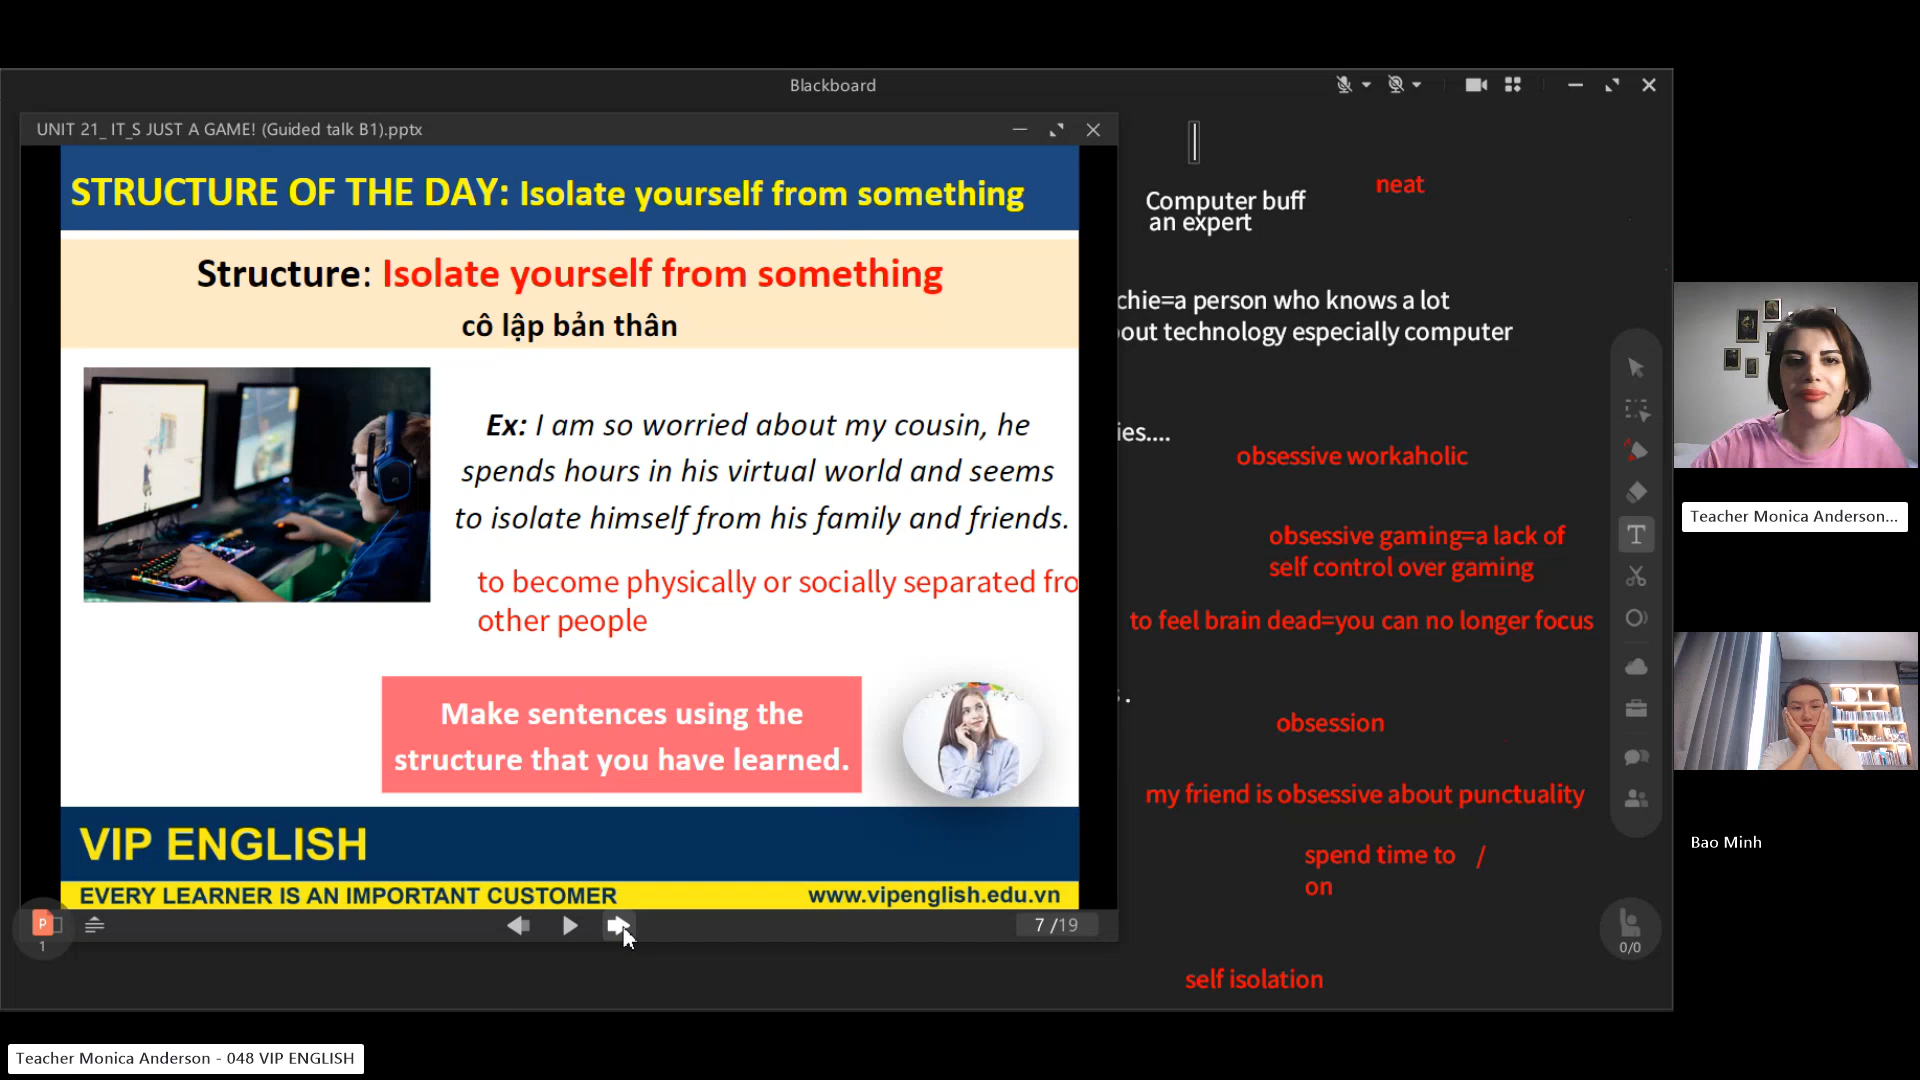 Blackboard
UNIT 21_ IT_S JUST A GAME! (Guided talk B1).pptx
STRUCTURE OF THE DAY: Isolate yourself from something
Structure: Isolate yourself from something
cô lập bản thân
Ex: I am so worried about my cousin, he
spends hours in his virtual world and seems
to isolate himself from his family and friends.
to become physically or socially separated fro
other people
Make sentences using the
structure that you have learned.
VIP ENGLISH
EVERY LEARNER IS AN IMPORTANT CUSTOMER
www.vipenglish.edu.vn
P
1
7 /19
neat
Computer buff
an expert
chie=a person who knows a lot
out technology especially computer
ies....
obsessive workaholic
obsessive gaming=a lack of
self control over gaming
to feel brain dead=you can no longer focus
s .
obsession
my friend is obsessive about punctuality
spend time to /
on
self isolation
T
0/0
Teacher Monica Anderson...
Bao Minh
Teacher Monica Anderson - 048 VIP ENGLISH